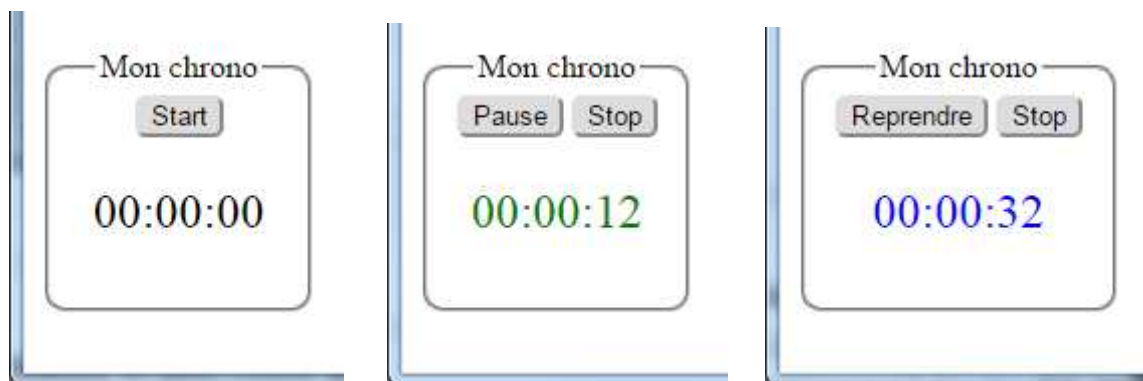 Mon chrono
Start
00:00:00
Mon chrono
Pause Stop
00:00:12
Mon chrono
Reprendre Stop
00:00:32